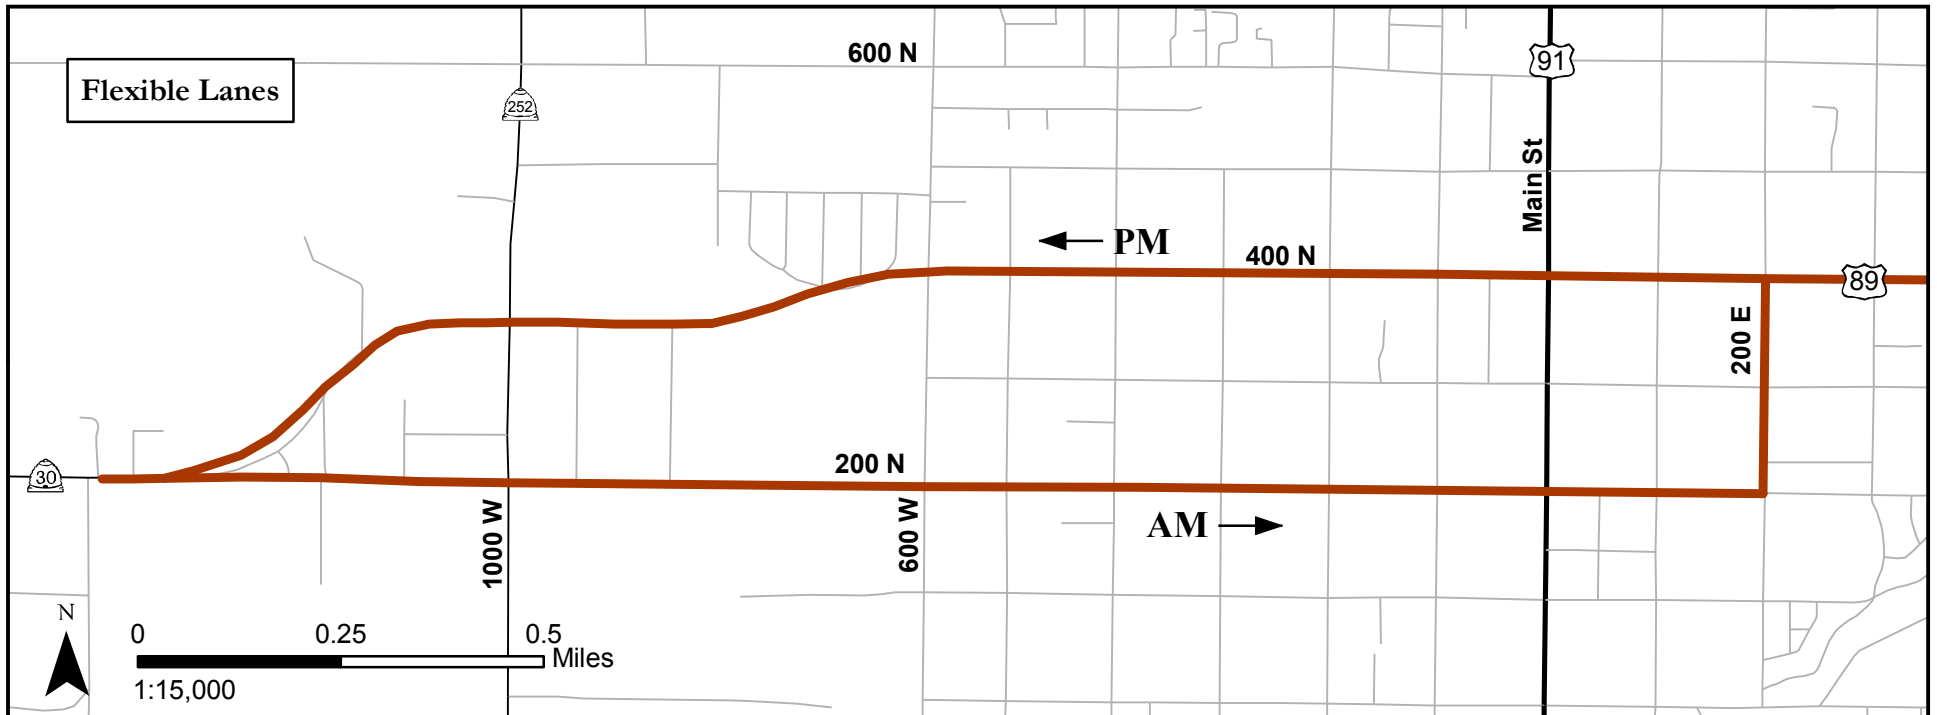 600 N
91
Flexible Lanes
252
Main St
PM
400 N
89
200 E
200 N
30
1000 W
600 W
AM
N
0 0.25 0.5
Miles
1:15,000